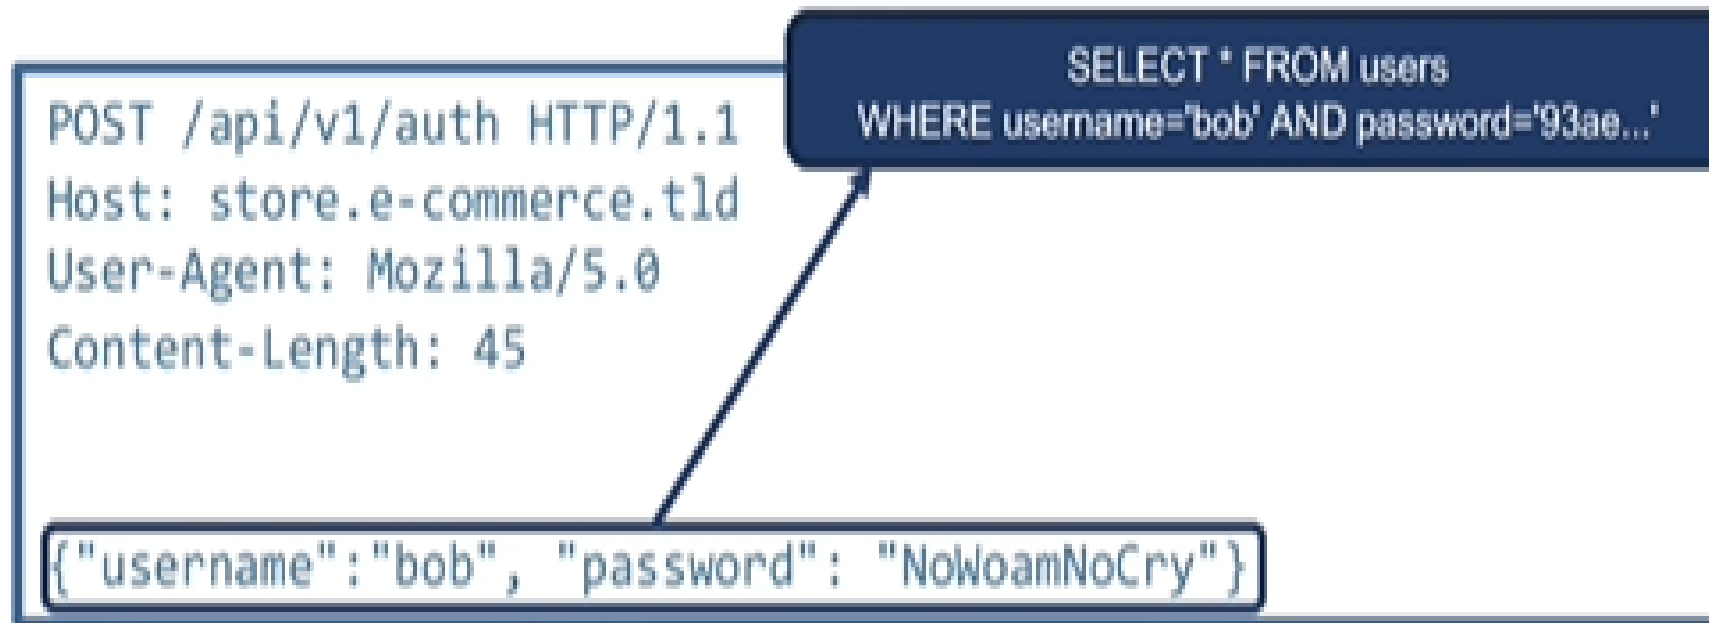 SELECT * FROM users
WHERE username='bob' AND password='93ae...'
POST /api/v1/auth HTTP/1.1
Host: store.e-commerce.tld
User-Agent: Mozilla/5.0
Content-Length: 45
{"username":"bob", "password": "NoWoamNoCry"}